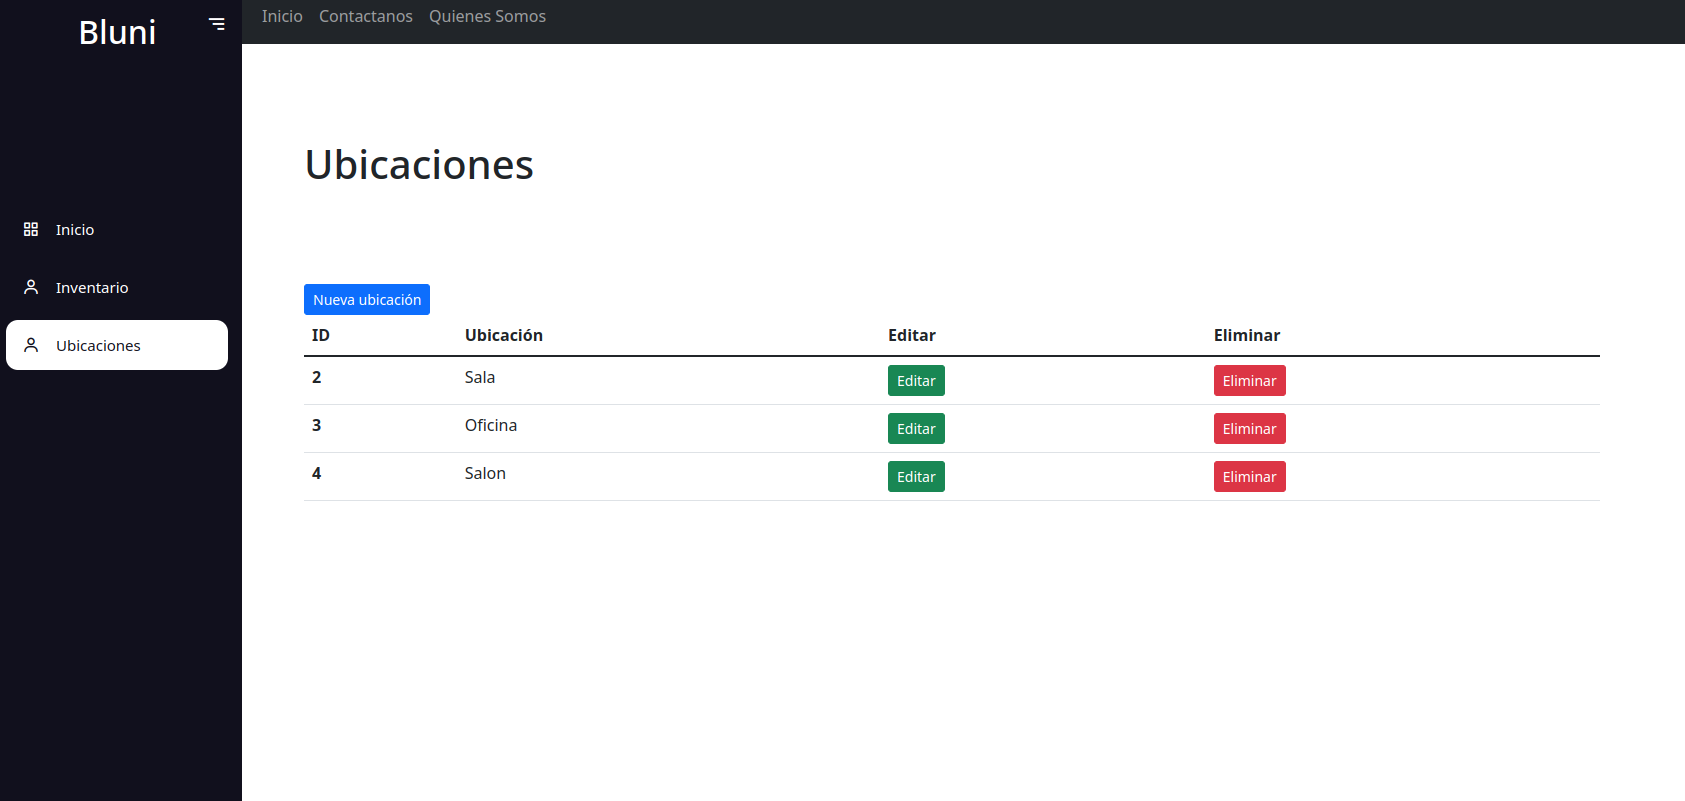 Bluni
Inicio Contactanos Quienes Somos
Inicio
Inventario
Ubicaciones
Ubicaciones
Nueva ubicación
ID Ubicación Editar Eliminar
2 Sala Editar Eliminar
3 Oficina Editar Eliminar
4 Salon Editar Eliminar